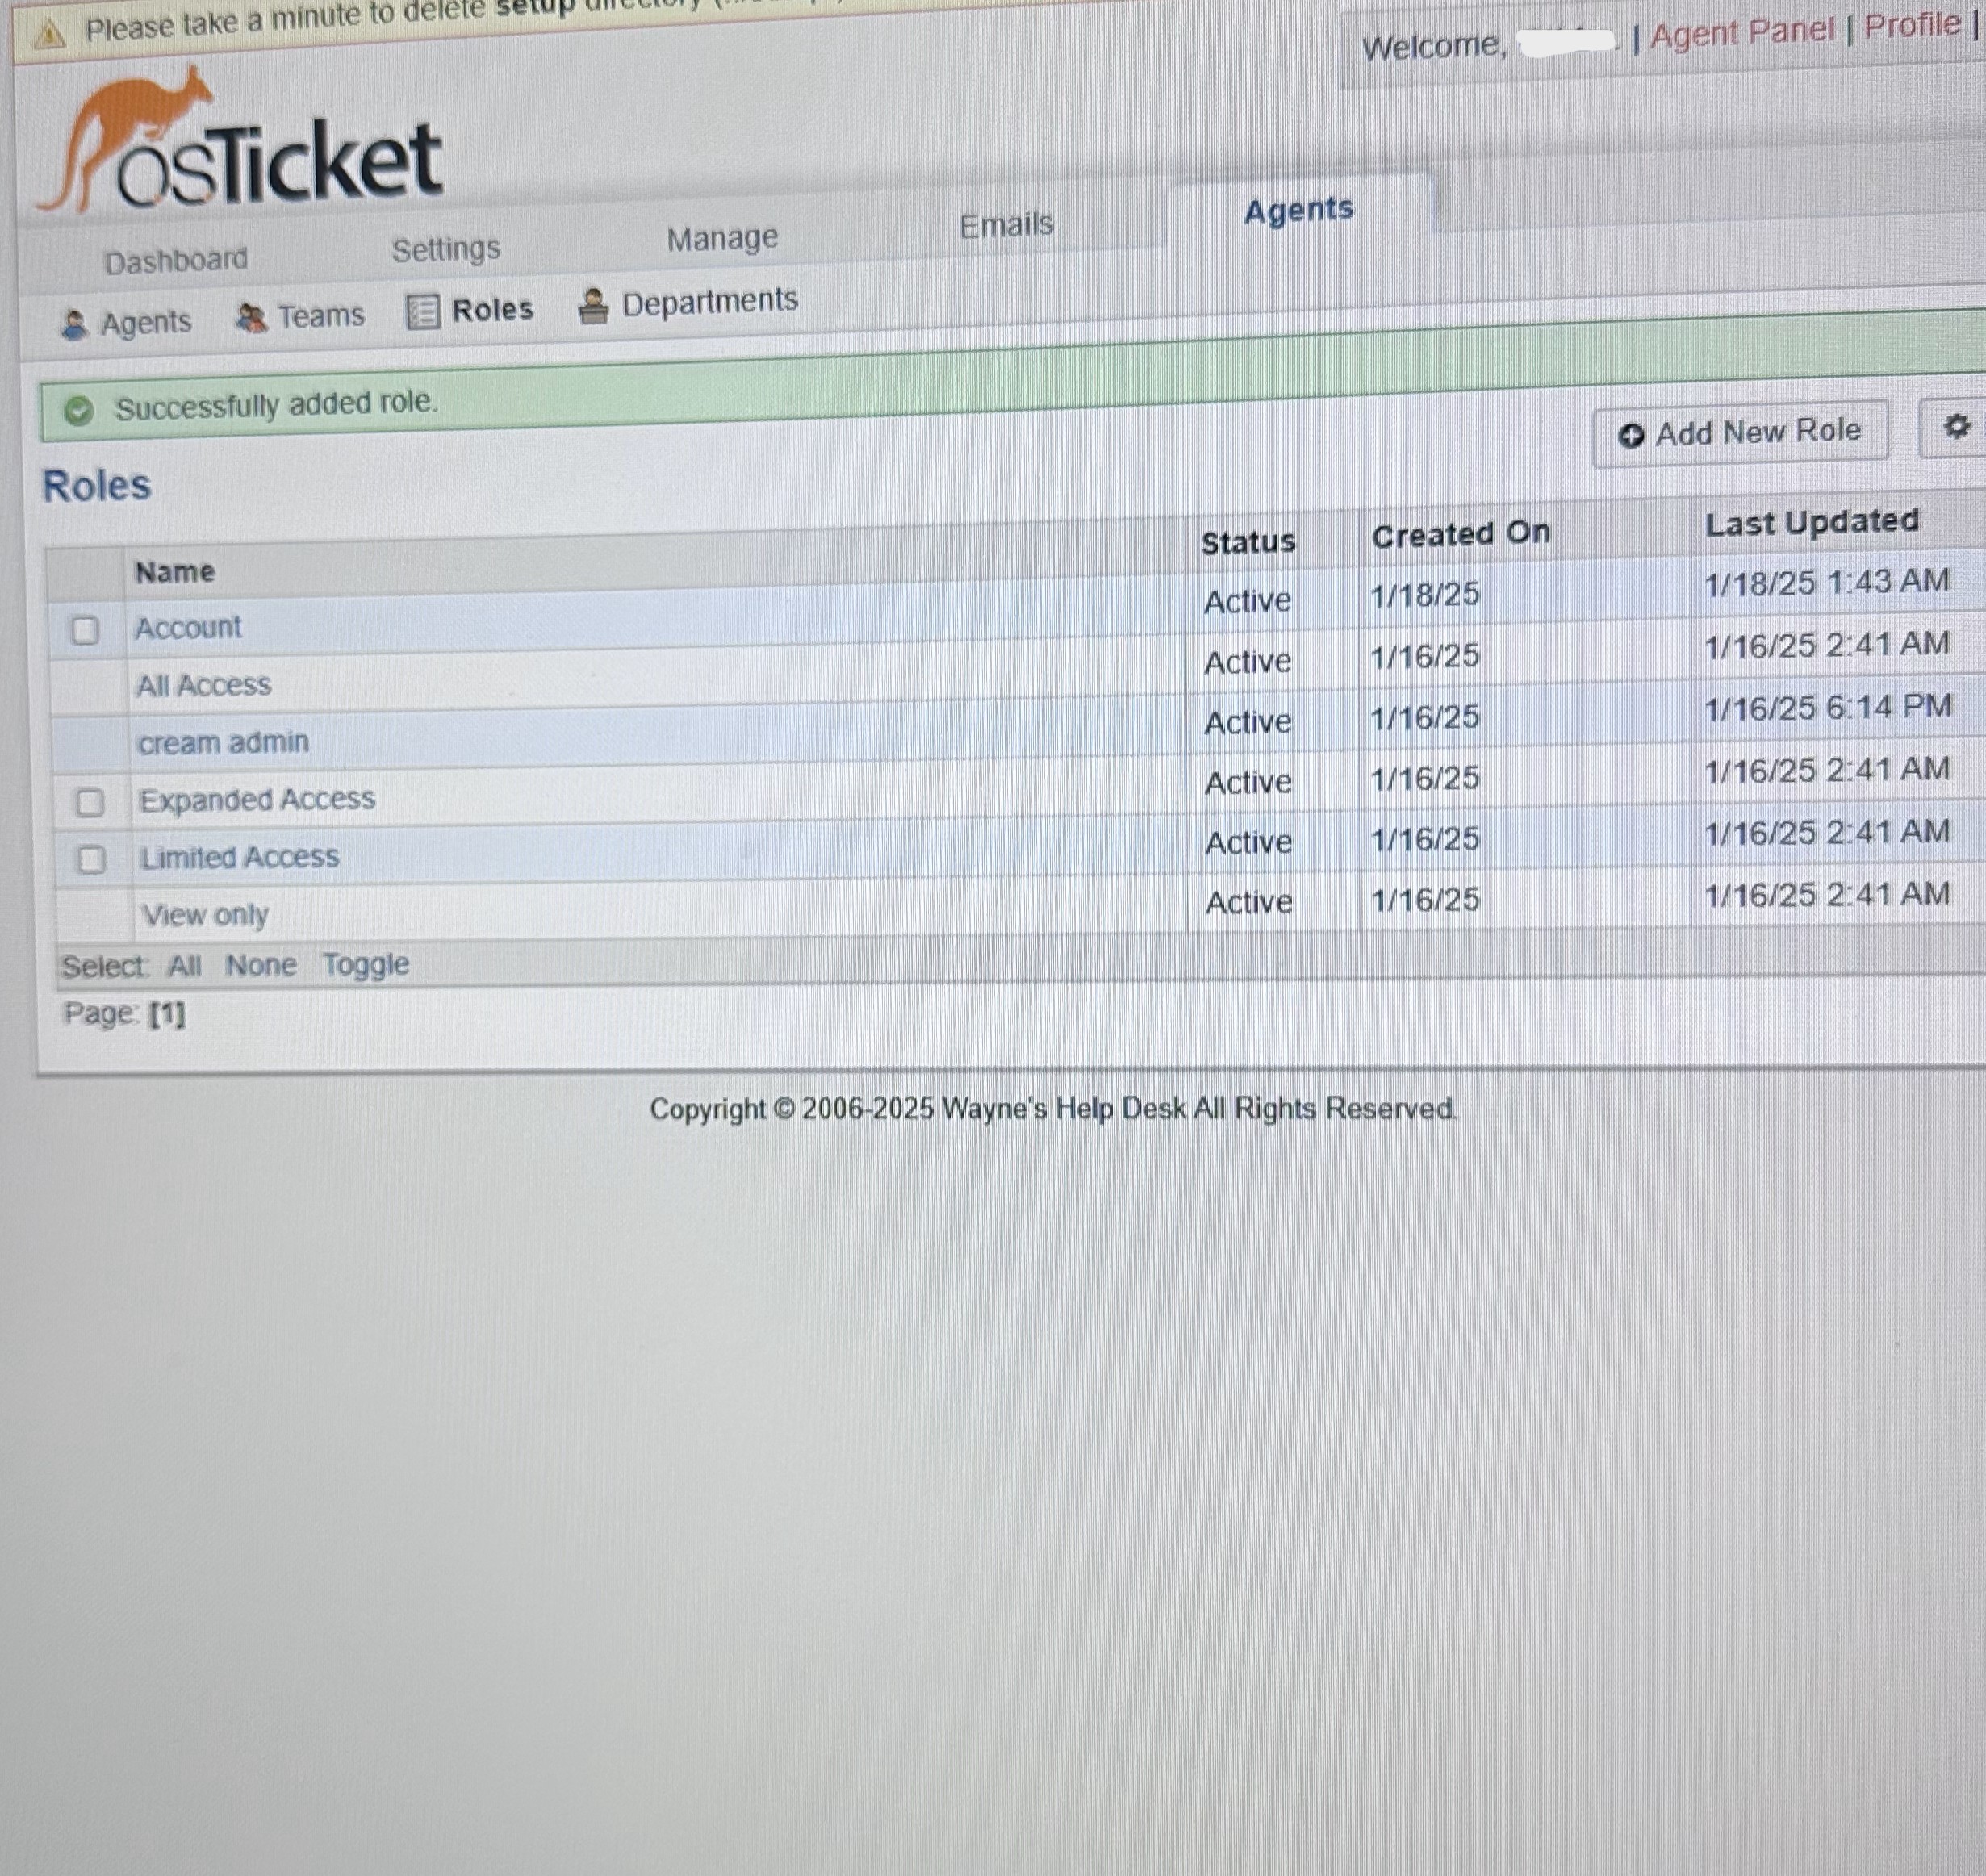 Please take a minute to delete setup directory
Welcome, | Agent Panel | Profile |
osTicket
Dashboard Settings Manage Emails Agents
Agents Teams Roles Departments
Successfully added role.
Add New Role
Roles
Name Status Created On Last Updated
Account Active 1/18/25 1/18/25 1:43 AM
All Access Active 1/16/25 1/16/25 2:41 AM
cream admin Active 1/16/25 1/16/25 6:14 PM
Expanded Access Active 1/16/25 1/16/25 2:41 AM
Limited Access Active 1/16/25 1/16/25 2:41 AM
View only Active 1/16/25 1/16/25 2:41 AM
Select: All None Toggle
Page: [1]
Copyright © 2006-2025 Wayne's Help Desk All Rights Reserved.